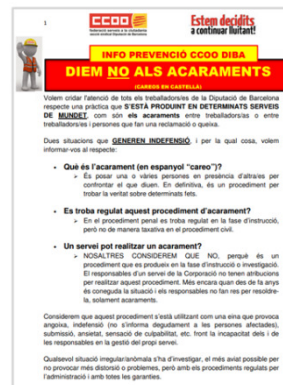 1
CCOO
federació serveis a la ciutadania
secció sindical Diputació de Barcelona
Estem decidits
a continuar lluitant!
INFO PREVENCIÓ CCOO DIBA
DIEM NO ALS ACARAMENTS
(CAREOS EN CASTELLÀ)
Volem cridar l'atenció de tots els treballadors/es de la Diputació de Barcelona
respecte una pràctica que S'ESTÀ PRODUINT EN DETERMINATS SERVEIS
DE MUNDET, com són els acaraments entre treballadors/es o entre
treballadors/es i persones que fan una reclamació o queixa.
Dues situacions que GENEREN INDEFENSIÓ, i per la qual cosa, volem
informar-vos al respecte:
• Què és l'acarament (en espanyol "careo")?
➢ És posar una o vàries persones en presència d'altra/es per
confrontar el que diuen. En definitiva, és un procediment per
trobar la veritat sobre determinats fets.
• Es troba regulat aquest procediment d'acarament?
➢ En el procediment penal es troba regulat en la fase d'instrucció,
però no de manera taxativa en el procediment civil.
• Un servei pot realitzar un acarament?
➢ NOSALTRES CONSIDEREM QUE NO, perquè és un
procediment que es produeix en la fase d'instrucció o investigació.
El responsables d'un servei de la Corporació no tenen atribucions
per realitzar aquest procediment. Més encara quan des de fa anys
és coneguda la situació i els responsables no fan res per resoldre-
la, solament acaraments.
Considerem que aquest procediment s'està utilitzant com una eina que provoca
angoixa, indefensió (no s'informa degudament a les persones afectades),
submissió, ansietat, sensació de culpabilitat, etc. front la incapacitat dels i de
les responsables en la gestió del propi servei.
Qualsevol situació irregular/anòmala s'ha d'investigar, el més aviat possible per
no provocar més distorsió o problemes, però amb els procediments regulats per
l'administració i amb totes les garanties.